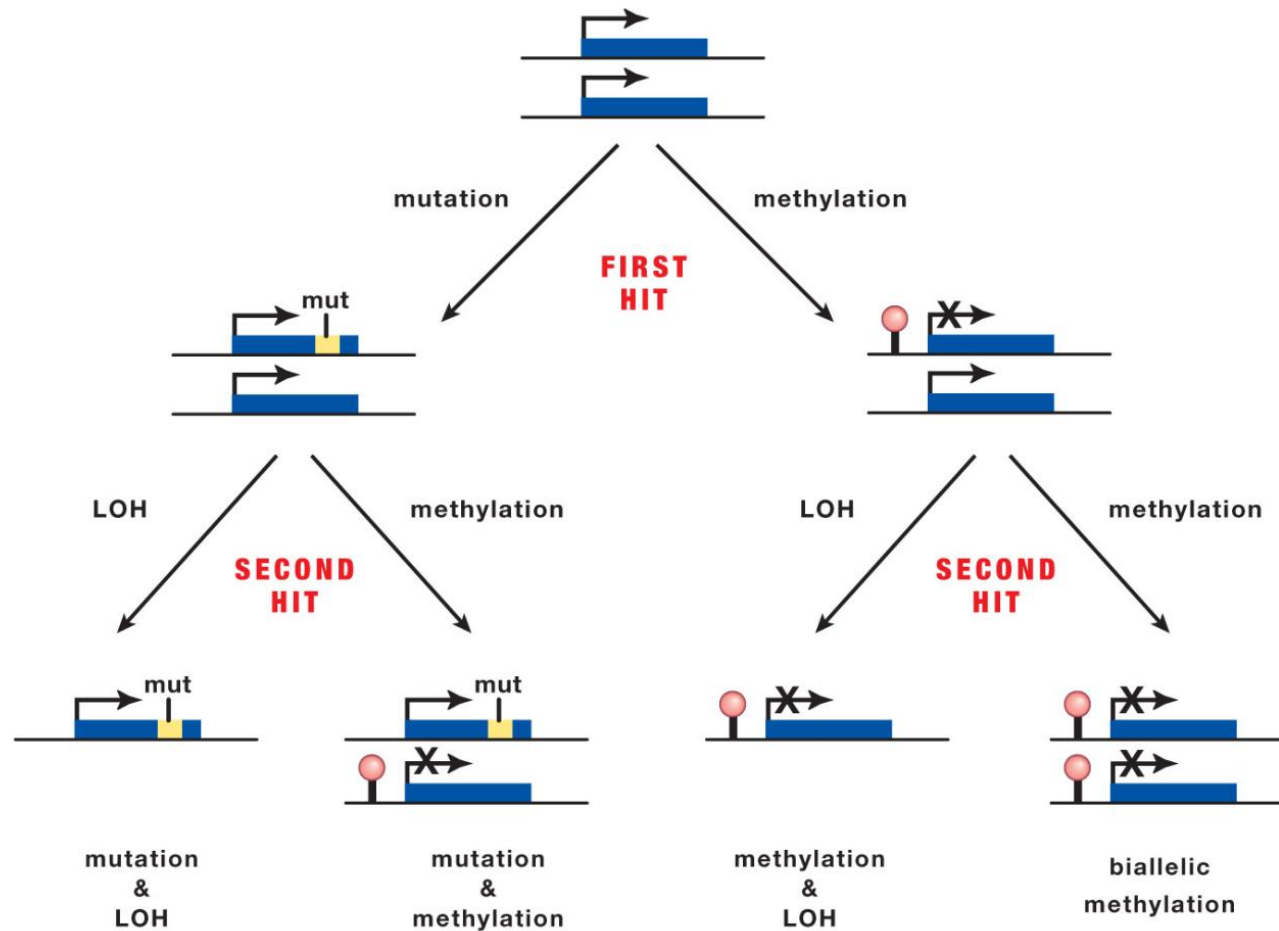 mutation
methylation
FIRST
HIT
mut
LOH
methylation
LOH
methylation
SECOND
HIT
SECOND
HIT
mut
mut
mutation
&
LOH
mutation
&
methylation
methylation
&
LOH
biallelic
methylation